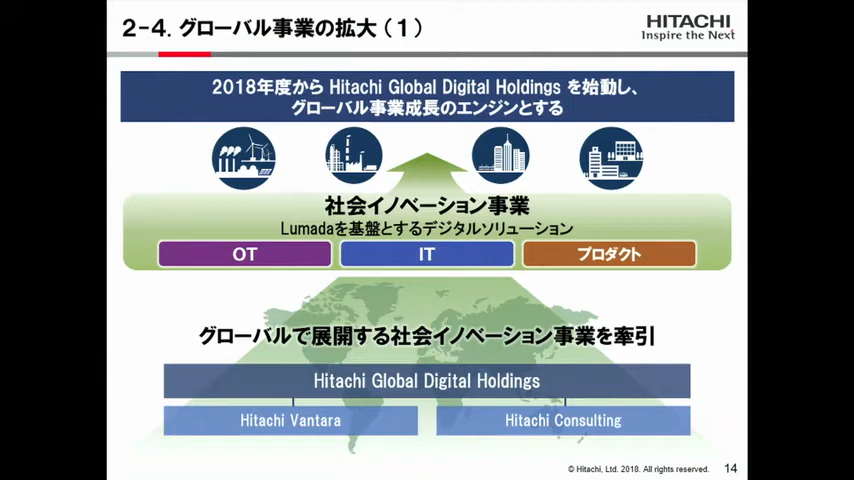 2-4. グローバル事業の拡大（1）
HITACHI
Inspire the Next
2018年度から Hitachi Global Digital Holdings を始動し、
グローバル事業成長のエンジンとする
社会イノベーション事業
Lumadaを基盤とするデジタルソリューション
OT
IT
プロダクト
グローバルで展開する社会イノベーション事業を牽引
Hitachi Global Digital Holdings
Hitachi Vantara
Hitachi Consulting
© Hitachi, Ltd. 2018. All rights reserved.
14